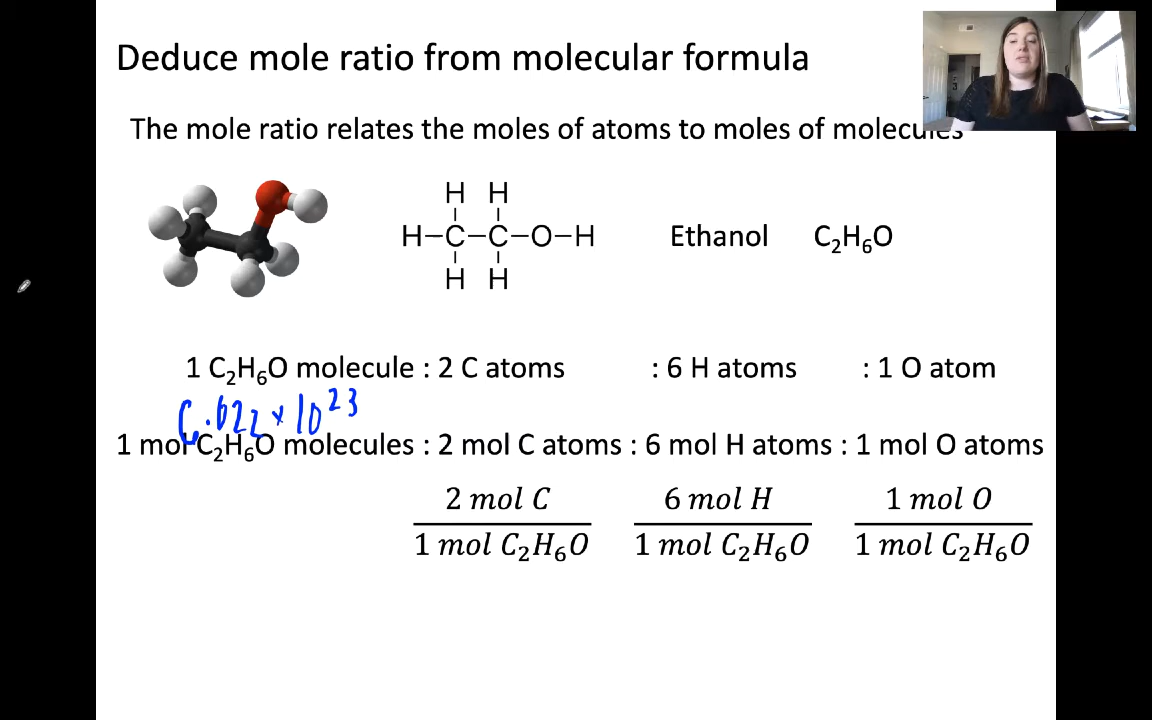 Deduce mole ratio from molecular formula
The mole ratio relates the moles of atoms to moles of molecules
H H
H–C–C–O–H
H H
Ethanol C₂H₆O
1 C₂H₆O molecule : 2 C atoms : 6 H atoms : 1 O atom
6.022 × 10²³
1 mol C₂H₆O molecules : 2 mol C atoms : 6 mol H atoms : 1 mol O atoms
2 mol C / 1 mol C₂H₆O 6 mol H / 1 mol C₂H₆O 1 mol O / 1 mol C₂H₆O